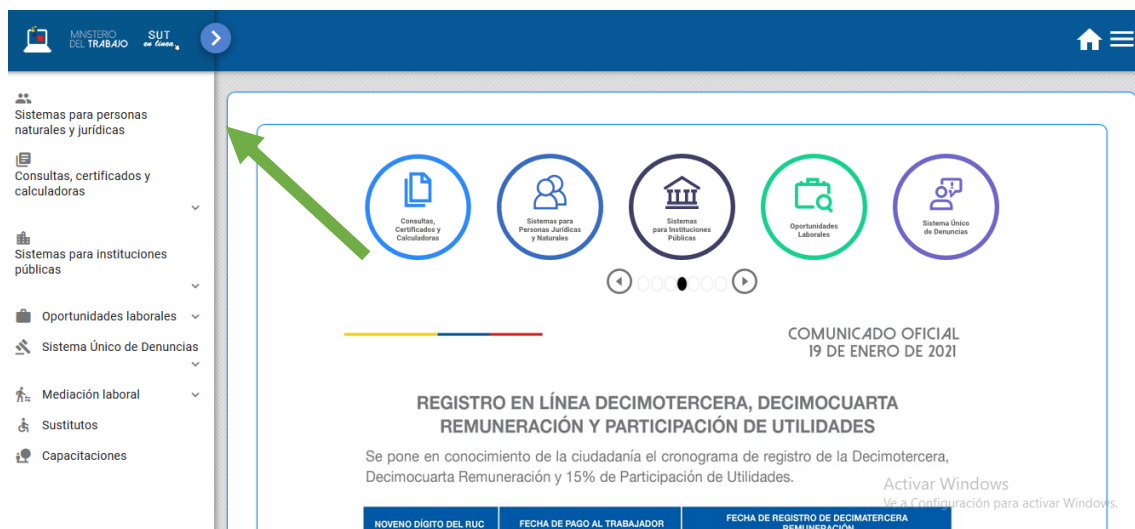 MINISTERIO
DEL TRABAJO
SUT
en línea
Sistemas para personas
naturales y jurídicas
Consultas, certificados y
calculadoras
Sistemas para instituciones
públicas
Oportunidades laborales
Sistema Único de Denuncias
Mediación laboral
Sustitutos
Capacitaciones
Consultas,
Certificados y
Calculadoras
Sistemas para
Personas Jurídicas
y Naturales
Sistemas
para Instituciones
Públicas
Oportunidades
Laborales
Sistema Único
de Denuncias
COMUNICADO OFICIAL
19 DE ENERO DE 2021
REGISTRO EN LÍNEA DECIMOTERCERA, DECIMOCUARTA
REMUNERACIÓN Y PARTICIPACIÓN DE UTILIDADES
Se pone en conocimiento de la ciudadanía el cronograma de registro de la Decimotercera,
Decimocuarta Remuneración y 15% de Participación de Utilidades.
Activar Windows
Ve a Configuración para activar Windows.
NOVENO DÍGITO DEL RUC
FECHA DE PAGO AL TRABAJADOR
FECHA DE REGISTRO DE DECIMATERCERA
REMUNERACIÓN